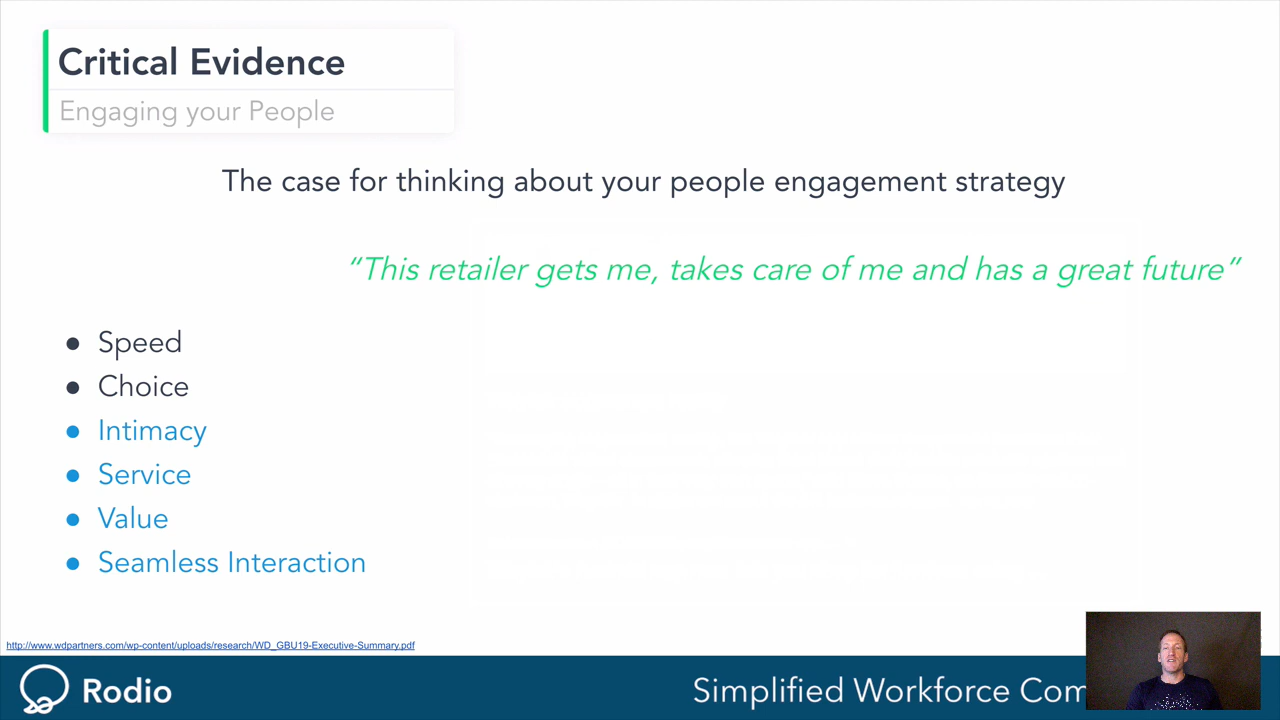 Critical Evidence
Engaging your People
The case for thinking about your people engagement strategy
“This retailer gets me, takes care of me and has a great future”
● Speed
● Choice
● Intimacy
● Service
● Value
● Seamless Interaction
http://www.wdpartners.com/wp-content/uploads/research/WD_GBU19-Executive-Summary.pdf
Rodio
Simplified Workforce Com